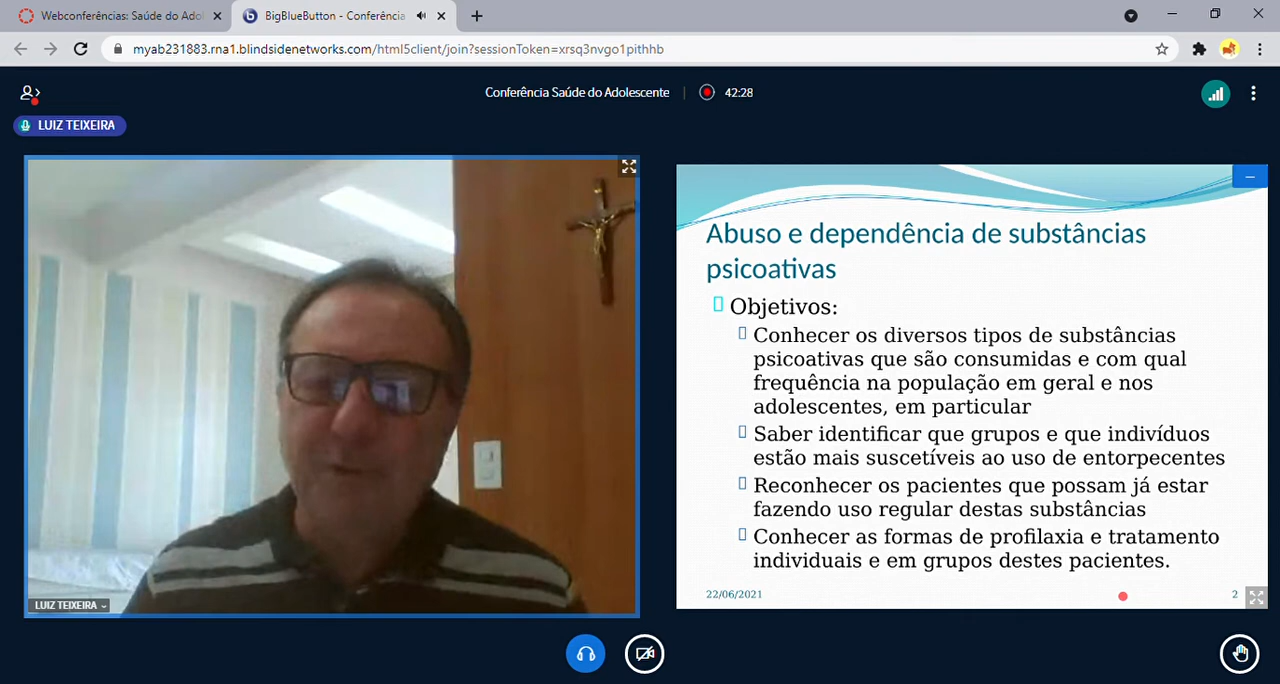 Webconferências: Saúde do Ado
BigBlueButton - Conferência
myab231883.rna1.blindsidenetworks.com/html5client/join?sessionToken=xrsq3nvgo1pithhb
Conferência Saúde do Adolescente | 42:28
LUIZ TEIXEIRA
LUIZ TEIXEIRA
Abuso e dependência de substâncias
psicoativas
Objetivos:
Conhecer os diversos tipos de substâncias
psicoativas que são consumidas e com qual
frequência na população em geral e nos
adolescentes, em particular
Saber identificar que grupos e que indivíduos
estão mais suscetíveis ao uso de entorpecentes
Reconhecer os pacientes que possam já estar
fazendo uso regular destas substâncias
Conhecer as formas de profilaxia e tratamento
individuais e em grupos destes pacientes.
22/06/2021
2